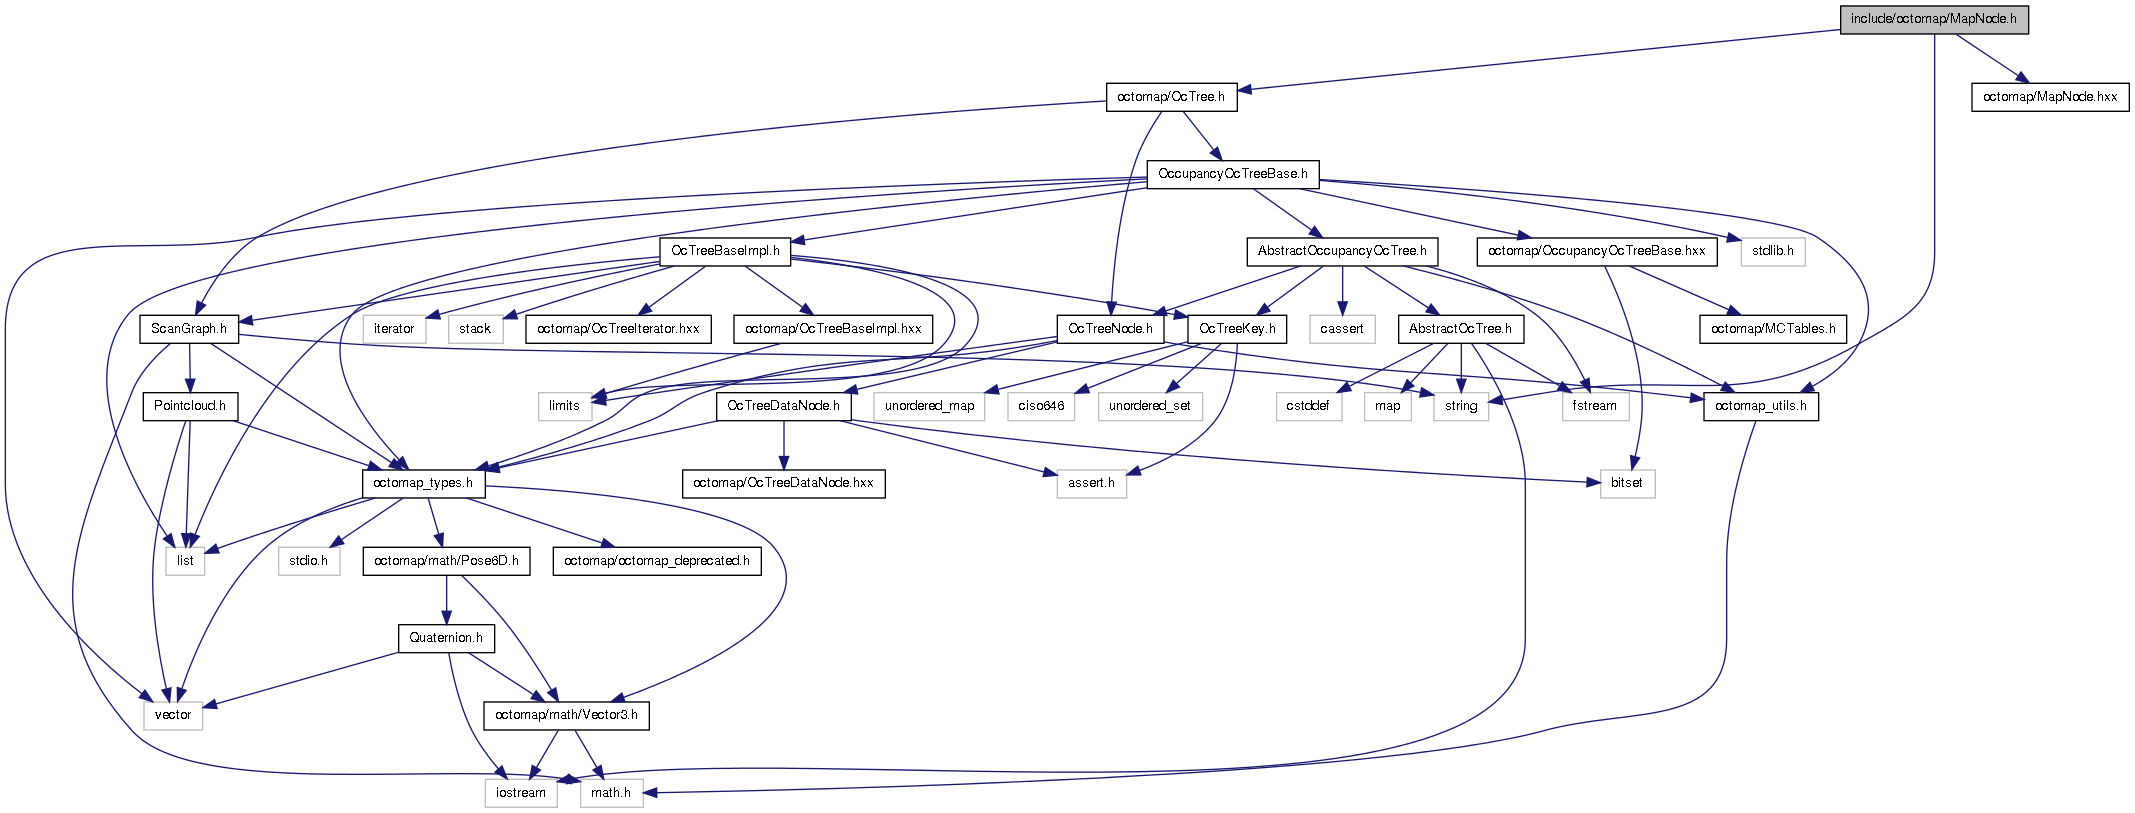 include/octomap/MapNode.h
octomap/OcTree.h
octomap/MapNode.hxx
OccupancyOcTreeBase.h
OcTreeBaseImpl.h
AbstractOccupancyOcTree.h
octomap/OccupancyOcTreeBase.hxx
stdlib.h
ScanGraph.h
iterator
stack
octomap/OcTreeIterator.hxx
octomap/OcTreeBaseImpl.hxx
OcTreeNode.h
OcTreeKey.h
cassert
AbstractOcTree.h
octomap/MCTables.h
Pointcloud.h
limits
OcTreeDataNode.h
unordered_map
ciso646
unordered_set
cstddef
map
string
fstream
octomap_utils.h
octomap_types.h
octomap/OcTreeDataNode.hxx
assert.h
bitset
list
stdio.h
octomap/math/Pose6D.h
octomap/octomap_deprecated.h
Quaternion.h
vector
octomap/math/Vector3.h
iostream
math.h